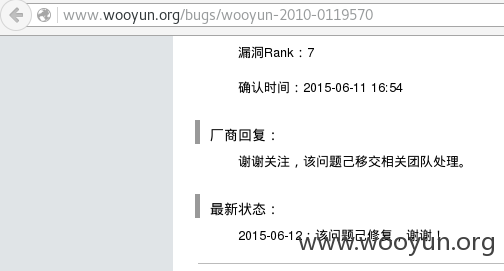 www.wooyun.org/bugs/wooyun-2010-0119570
漏洞Rank：7
确认时间：2015-06-11 16:54
厂商回复：
谢谢关注，该问题已移交相关团队处理。
最新状态：
2015-06-12：该问题已修复，谢谢！
www.wooyun.org